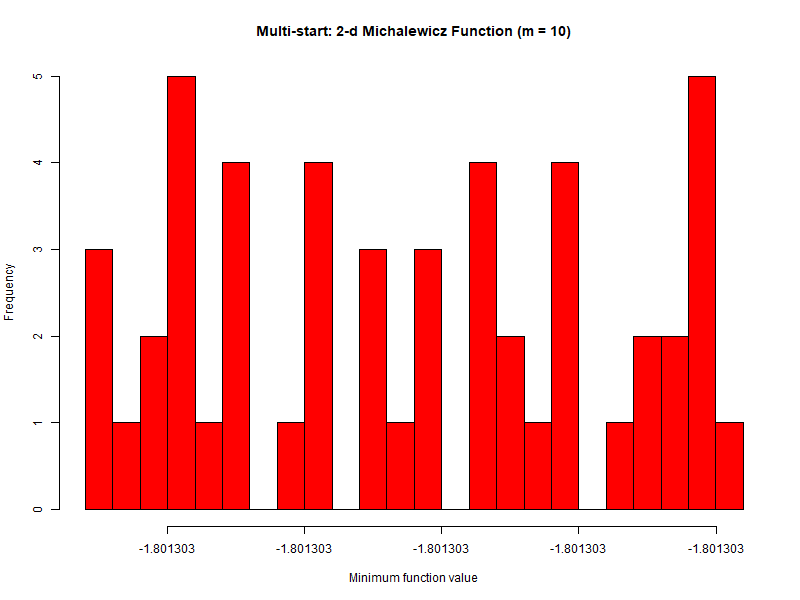 Multi-start: 2-d Michalewicz Function (m = 10)
5
4
3
2
1
0
Frequency
-1.801303 -1.801303 -1.801303 -1.801303 -1.801303
Minimum function value